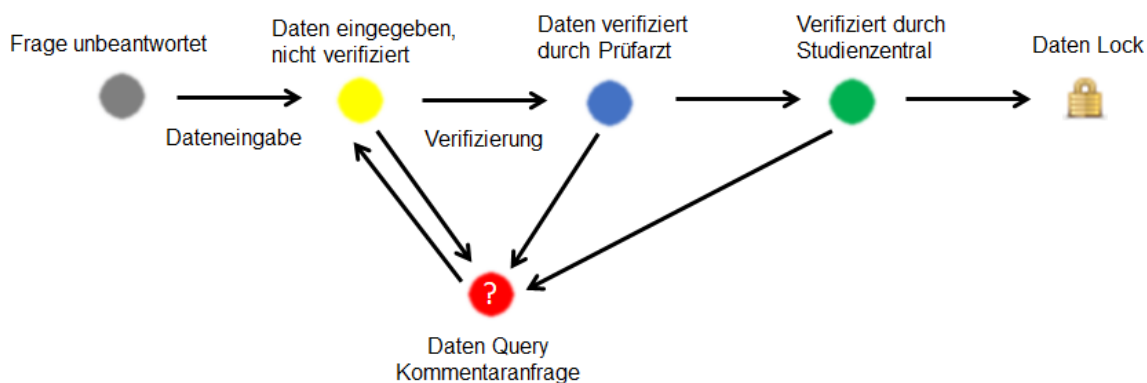 Frage unbeantwortet
Daten eingegeben,
nicht verifiziert
Daten verifiziert
durch Prüfarzt
Verifiziert durch
Studienzentral
Daten Lock
Dateneingabe
Verifizierung
?
Daten Query
Kommentaranfrage